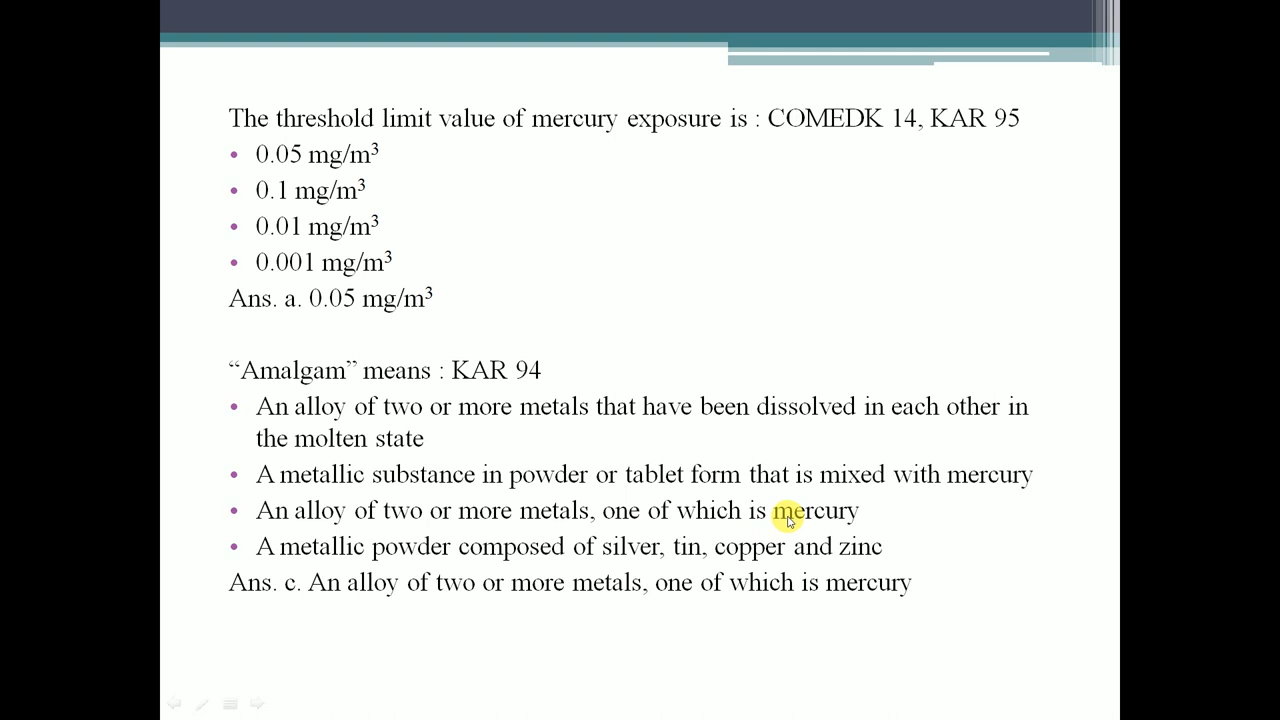 The threshold limit value of mercury exposure is : COMEDK 14, KAR 95
• 0.05 mg/m³
• 0.1 mg/m³
• 0.01 mg/m³
• 0.001 mg/m³
Ans. a. 0.05 mg/m³
“Amalgam” means : KAR 94
• An alloy of two or more metals that have been dissolved in each other in
the molten state
• A metallic substance in powder or tablet form that is mixed with mercury
• An alloy of two or more metals, one of which is mercury
• A metallic powder composed of silver, tin, copper and zinc
Ans. c. An alloy of two or more metals, one of which is mercury